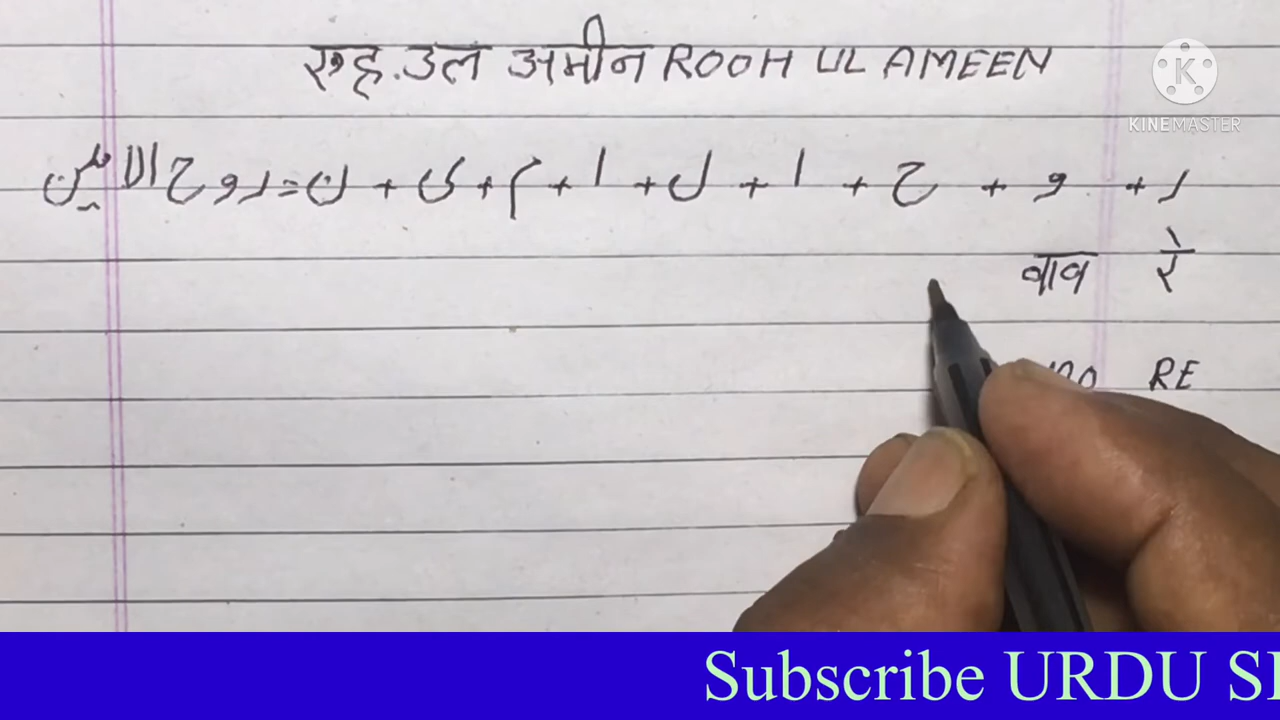 रुह.उल अमीन ROOH UL AMEEN
KINEMASTER
ر + و + ح + ا + ل + ا + م + ی + ن = روح الامین
रे वाव
RE
Subscribe URDU